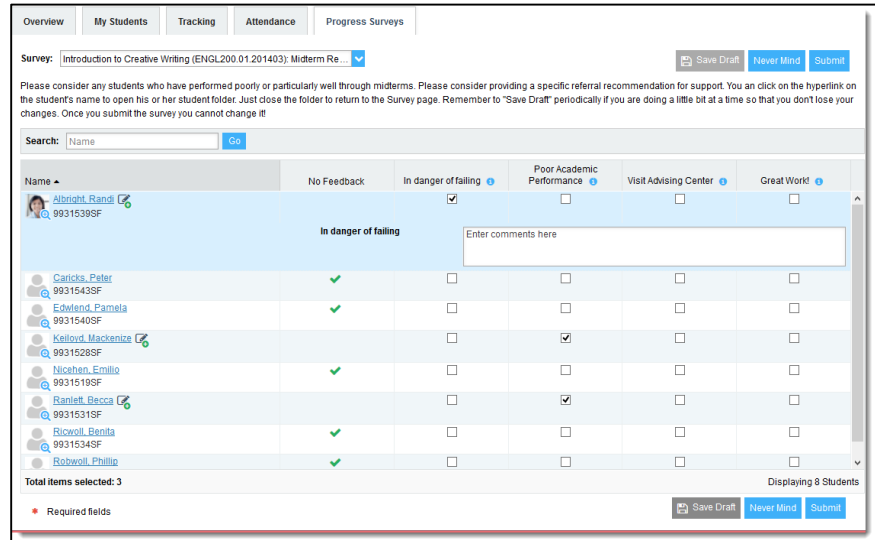 Overview My Students Tracking Attendance Progress Surveys
Survey: Introduction to Creative Writing (ENGL200.01.201403): Midterm Re... Save Draft Never Mind Submit
Please consider any students who have performed poorly or particularly well through midterms. Please consider providing a specific referral recommendation for support. You an click on the hyperlink on
the student's name to open his or her student folder. Just close the folder to return to the Survey page. Remember to "Save Draft" periodically if you are doing a little bit at a time so that you don't lose your
changes. Once you submit the survey you cannot change it!
Search: Name Go
Name No Feedback In danger of failing Poor Academic Performance Visit Advising Center Great Work!
Albright, Randi
9931539SF
In danger of failing Enter comments here
Caricks, Peter
9931543SF
Edwlend, Pamela
9931540SF
Keiloyd, Mackenize
9931528SF
Nicehen, Emilio
9931519SF
Ranlett, Becca
9931531SF
Ricwoll, Benita
9931534SF
Robwoll, Phillip
Total items selected: 3 Displaying 8 Students
* Required fields Save Draft Never Mind Submit